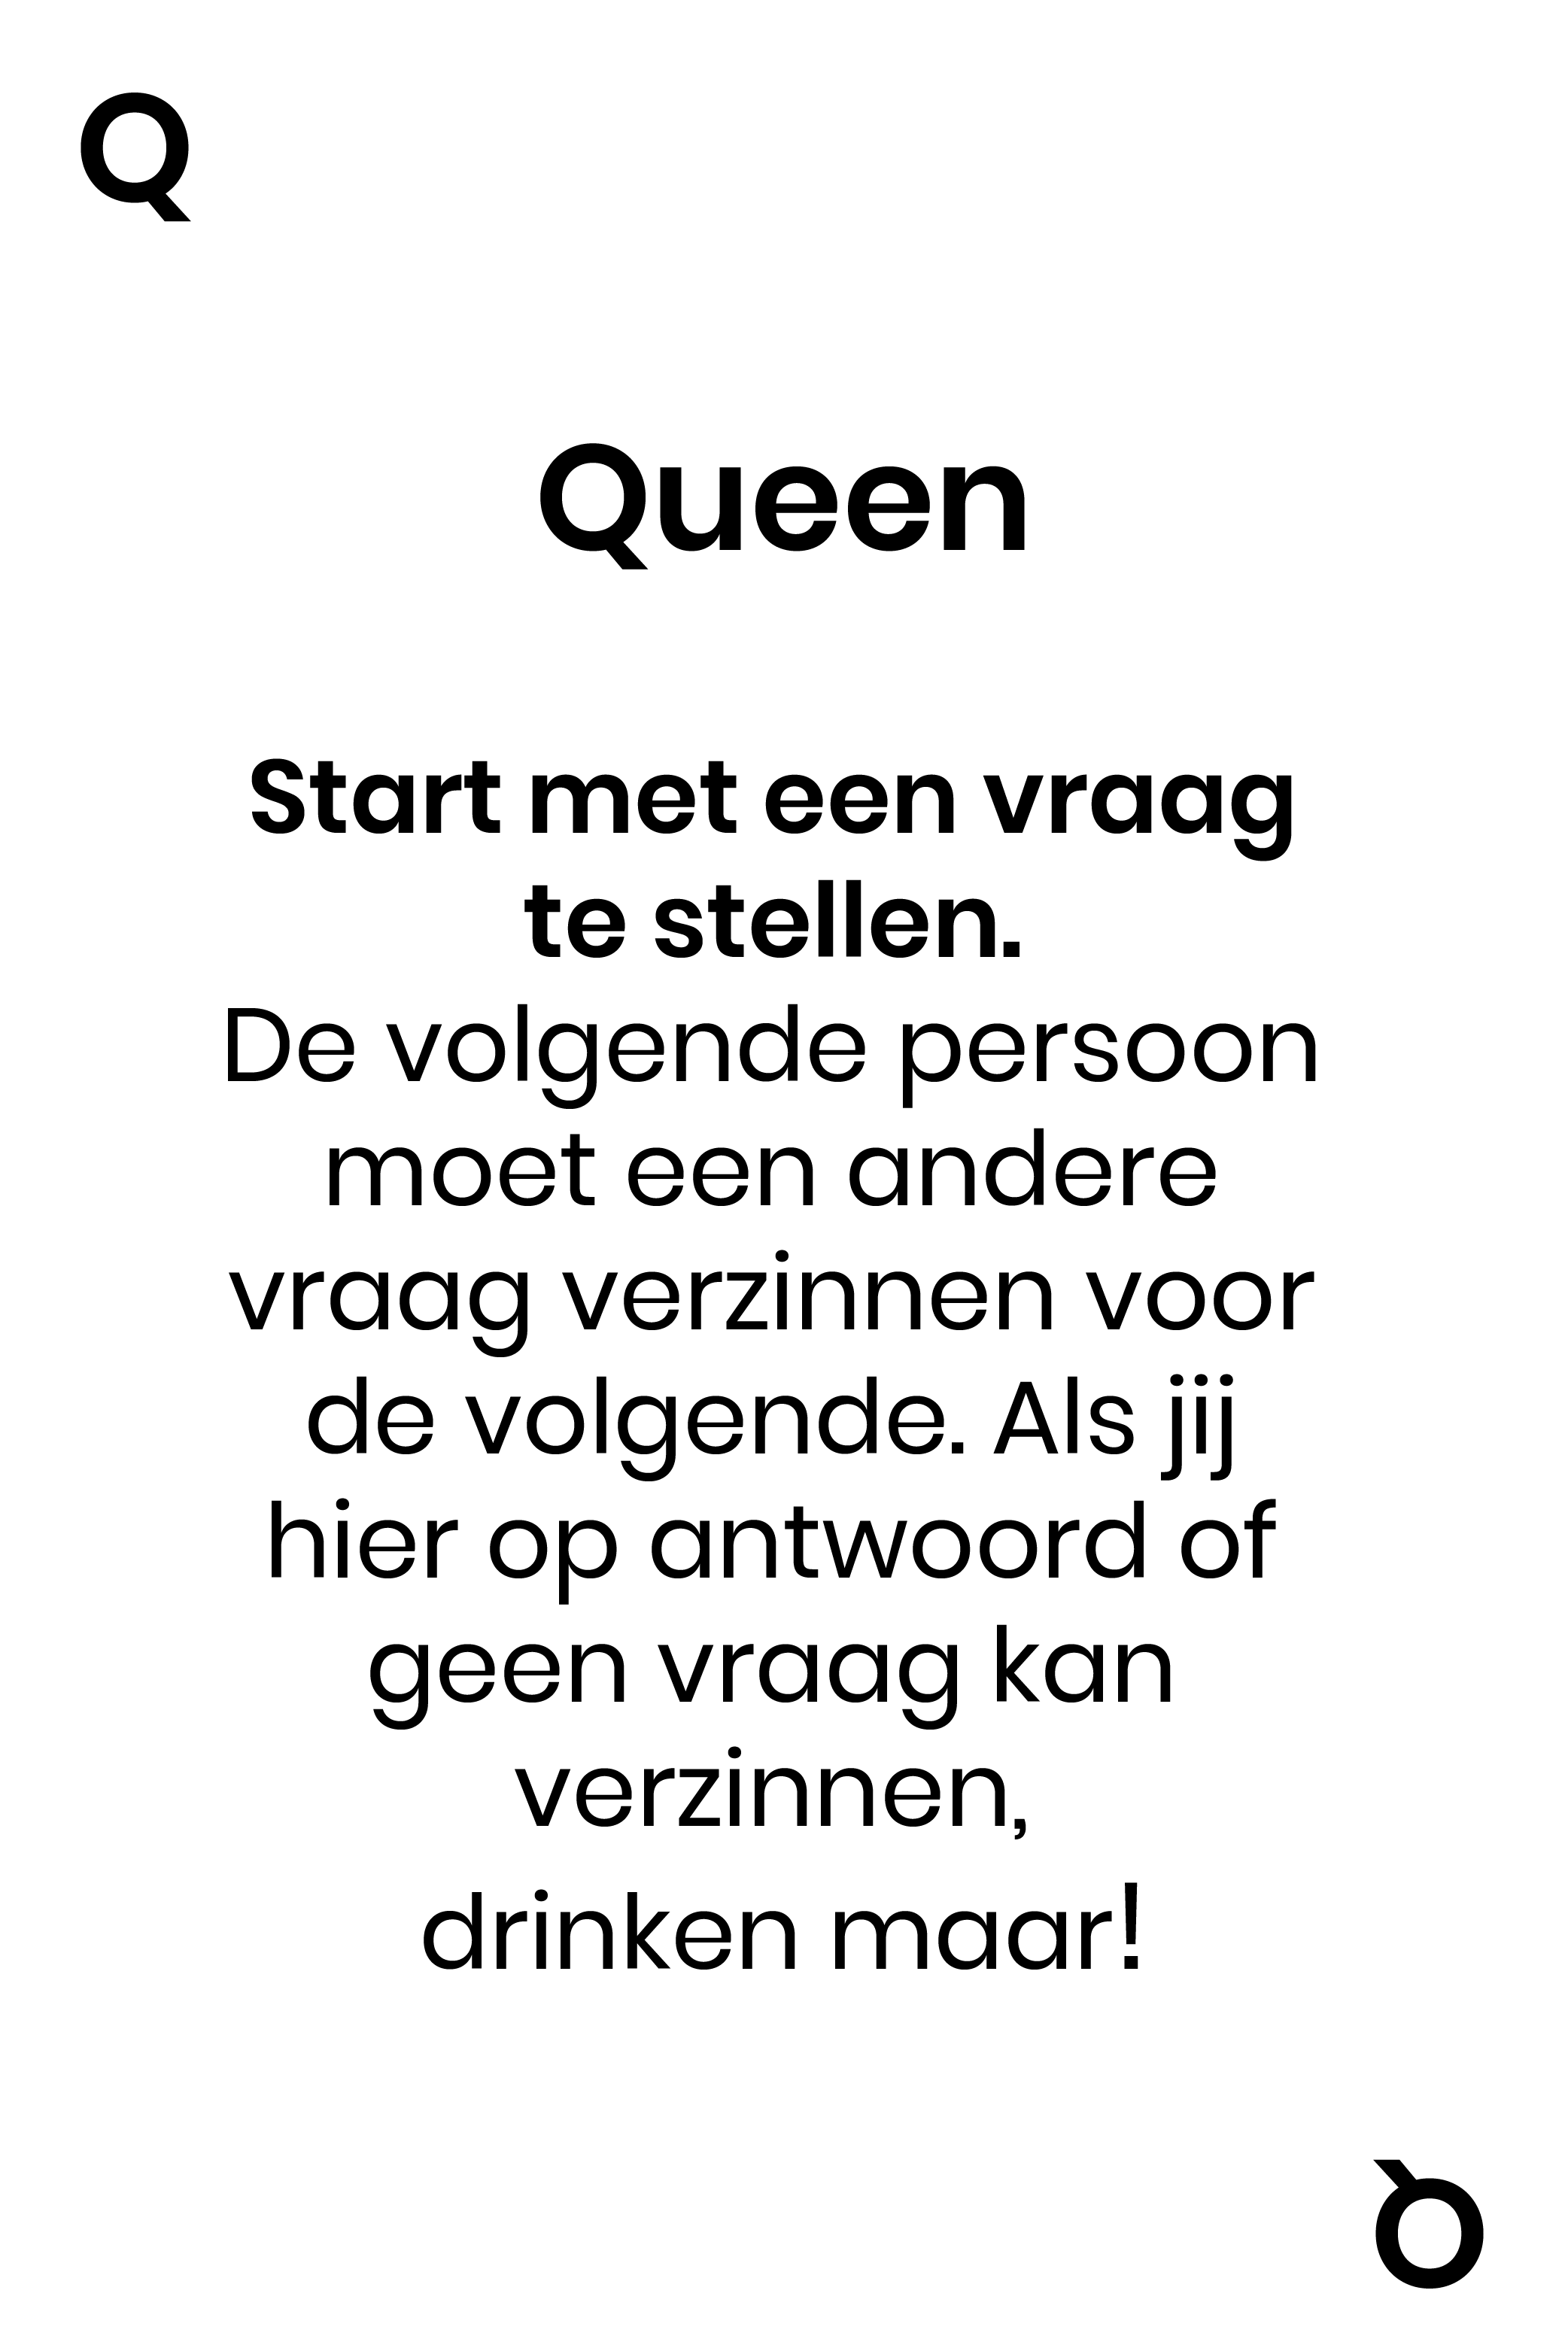 Q
Queen
Start met een vraag
te stellen.
De volgende persoon
moet een andere
vraag verzinnen voor
de volgende. Als jij
hier op antwoord of
geen vraag kan
verzinnen,
drinken maar!
Q